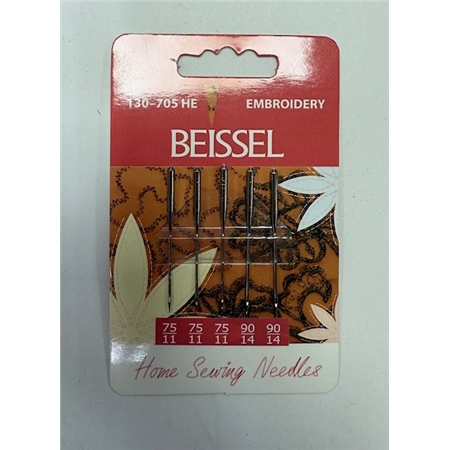 130-705 HE EMBROIDERY
BEISSEL
75 75 75 90 90
11 11 11 14 14
Home Sewing Needles